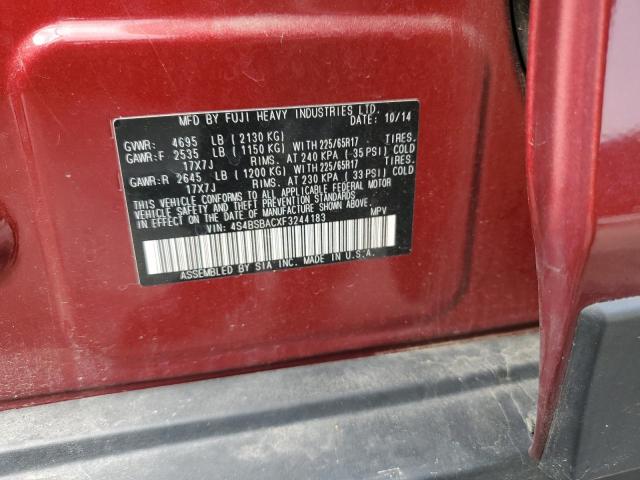 MFD BY FUJI HEAVY INDUSTRIES LTD.
DATE: 10/14
GVWR: 4695 LB ( 2130 KG)
GAWR:F 2535 LB ( 1150 KG) WITH 225/65R17 TIRES.
17X7J RIMS. AT 240 KPA ( 35 PSI) COLD
GAWR:R 2645 LB ( 1200 KG) WITH 225/65R17 TIRES.
17X7J RIMS. AT 230 KPA ( 33 PSI) COLD
THIS VEHICLE CONFORMS TO ALL APPLICABLE FEDERAL MOTOR
VEHICLE SAFETY AND THEFT PREVENTION STANDARDS
IN EFFECT ON THE DATE OF MANUFACTURE SHOWN ABOVE.
VIN: 4S4BSBACXF3244183 MPV
ASSEMBLED BY SIA INC. MADE IN U.S.A.